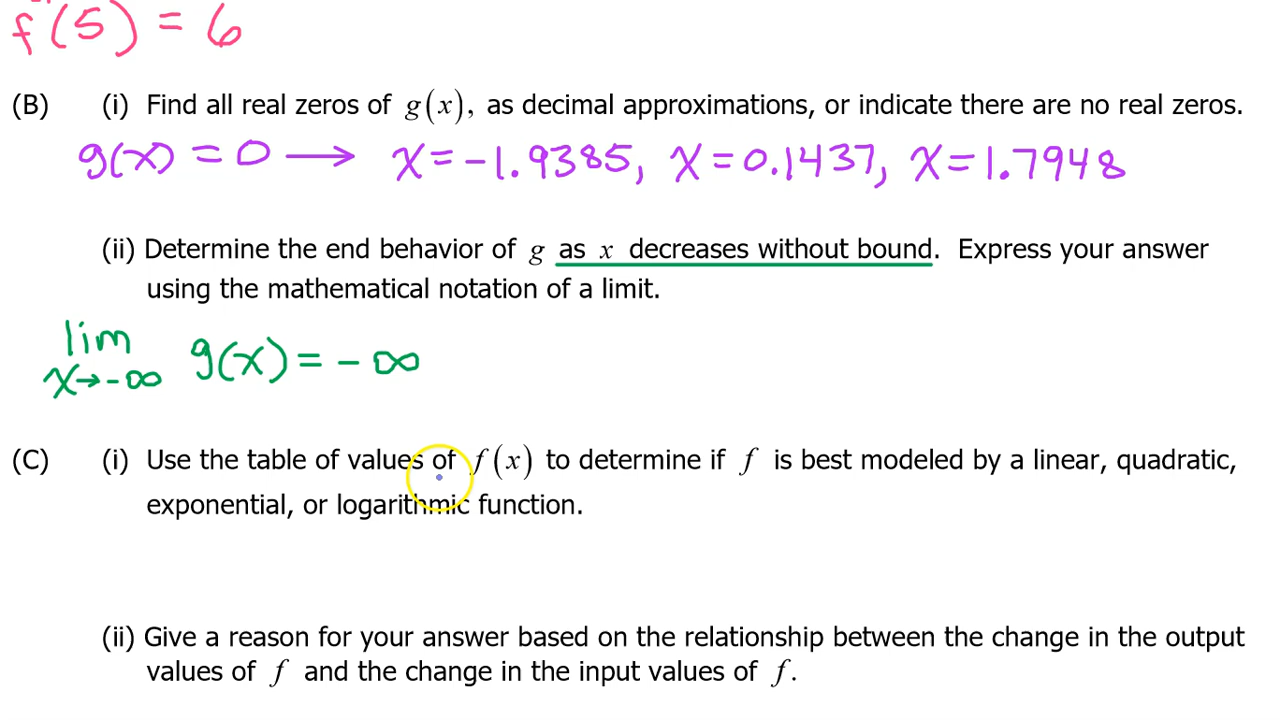 f⁻¹(5) = 6
(B) (i) Find all real zeros of g(x), as decimal approximations, or indicate there are no real zeros.
g(x) = 0 → x = -1.9385, x = 0.1437, x = 1.7948
(ii) Determine the end behavior of g as x decreases without bound. Express your answer
using the mathematical notation of a limit.
lim g(x) = -∞
x→-∞
(C) (i) Use the table of values of f(x) to determine if f is best modeled by a linear, quadratic,
exponential, or logarithmic function.
(ii) Give a reason for your answer based on the relationship between the change in the output
values of f and the change in the input values of f.